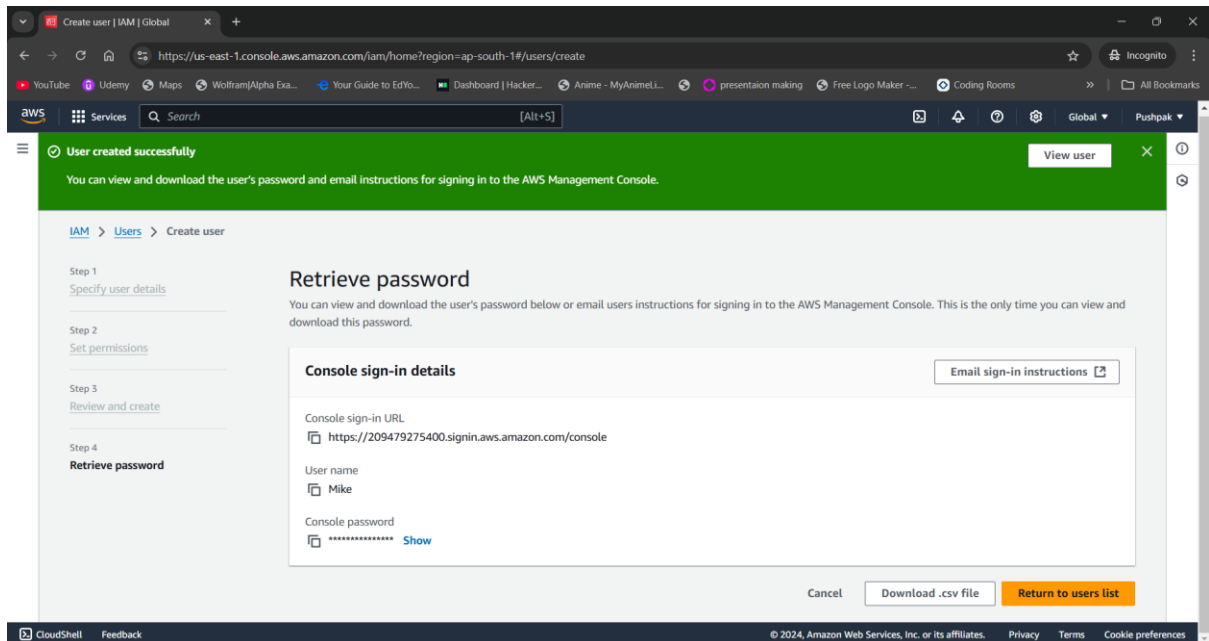 Create user | IAM | Global
https://us-east-1.console.aws.amazon.com/iam/home?region=ap-south-1#/users/create
Incognito
YouTube Udemy Maps Wolfram|Alpha Exa... Your Guide to EdYo... Dashboard | Hacker... Anime - MyAnimeLi... presentaion making Free Logo Maker -... Coding Rooms » All Bookmarks
aws Services Search [Alt+S] Global Pushpak
User created successfully
View user
You can view and download the user's password and email instructions for signing in to the AWS Management Console.
IAM > Users > Create user
Step 1
Specify user details
Step 2
Set permissions
Step 3
Review and create
Step 4
Retrieve password
Retrieve password
You can view and download the user's password below or email users instructions for signing in to the AWS Management Console. This is the only time you can view and
download this password.
Console sign-in details
Email sign-in instructions
Console sign-in URL
https://209479275400.signin.aws.amazon.com/console
User name
Mike
Console password
*************** Show
Cancel Download .csv file Return to users list
CloudShell Feedback © 2024, Amazon Web Services, Inc. or its affiliates. Privacy Terms Cookie preferences